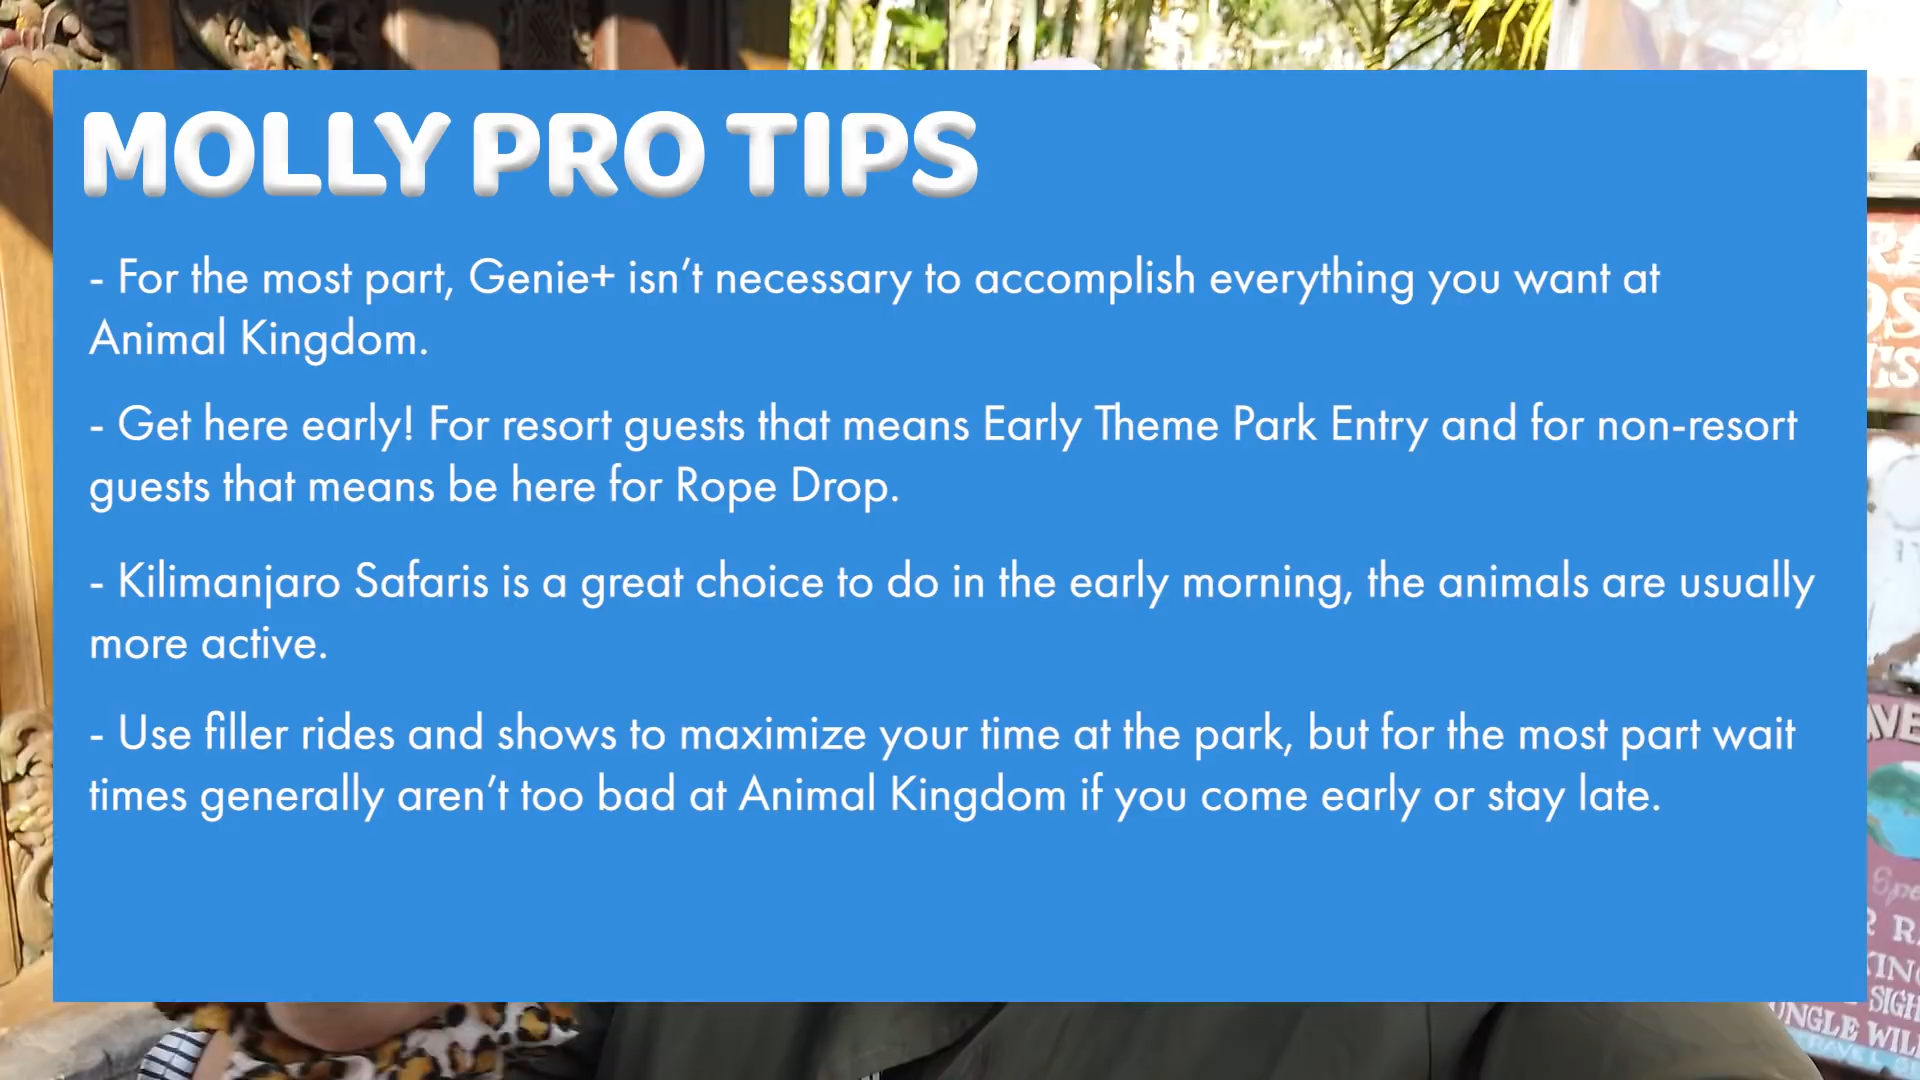 MOLLY PRO TIPS
- For the most part, Genie+ isn’t necessary to accomplish everything you want at
Animal Kingdom.
- Get here early! For resort guests that means Early Theme Park Entry and for non-resort
guests that means be here for Rope Drop.
- Kilimanjaro Safaris is a great choice to do in the early morning, the animals are usually
more active.
- Use filler rides and shows to maximize your time at the park, but for the most part wait
times generally aren’t too bad at Animal Kingdom if you come early or stay late.